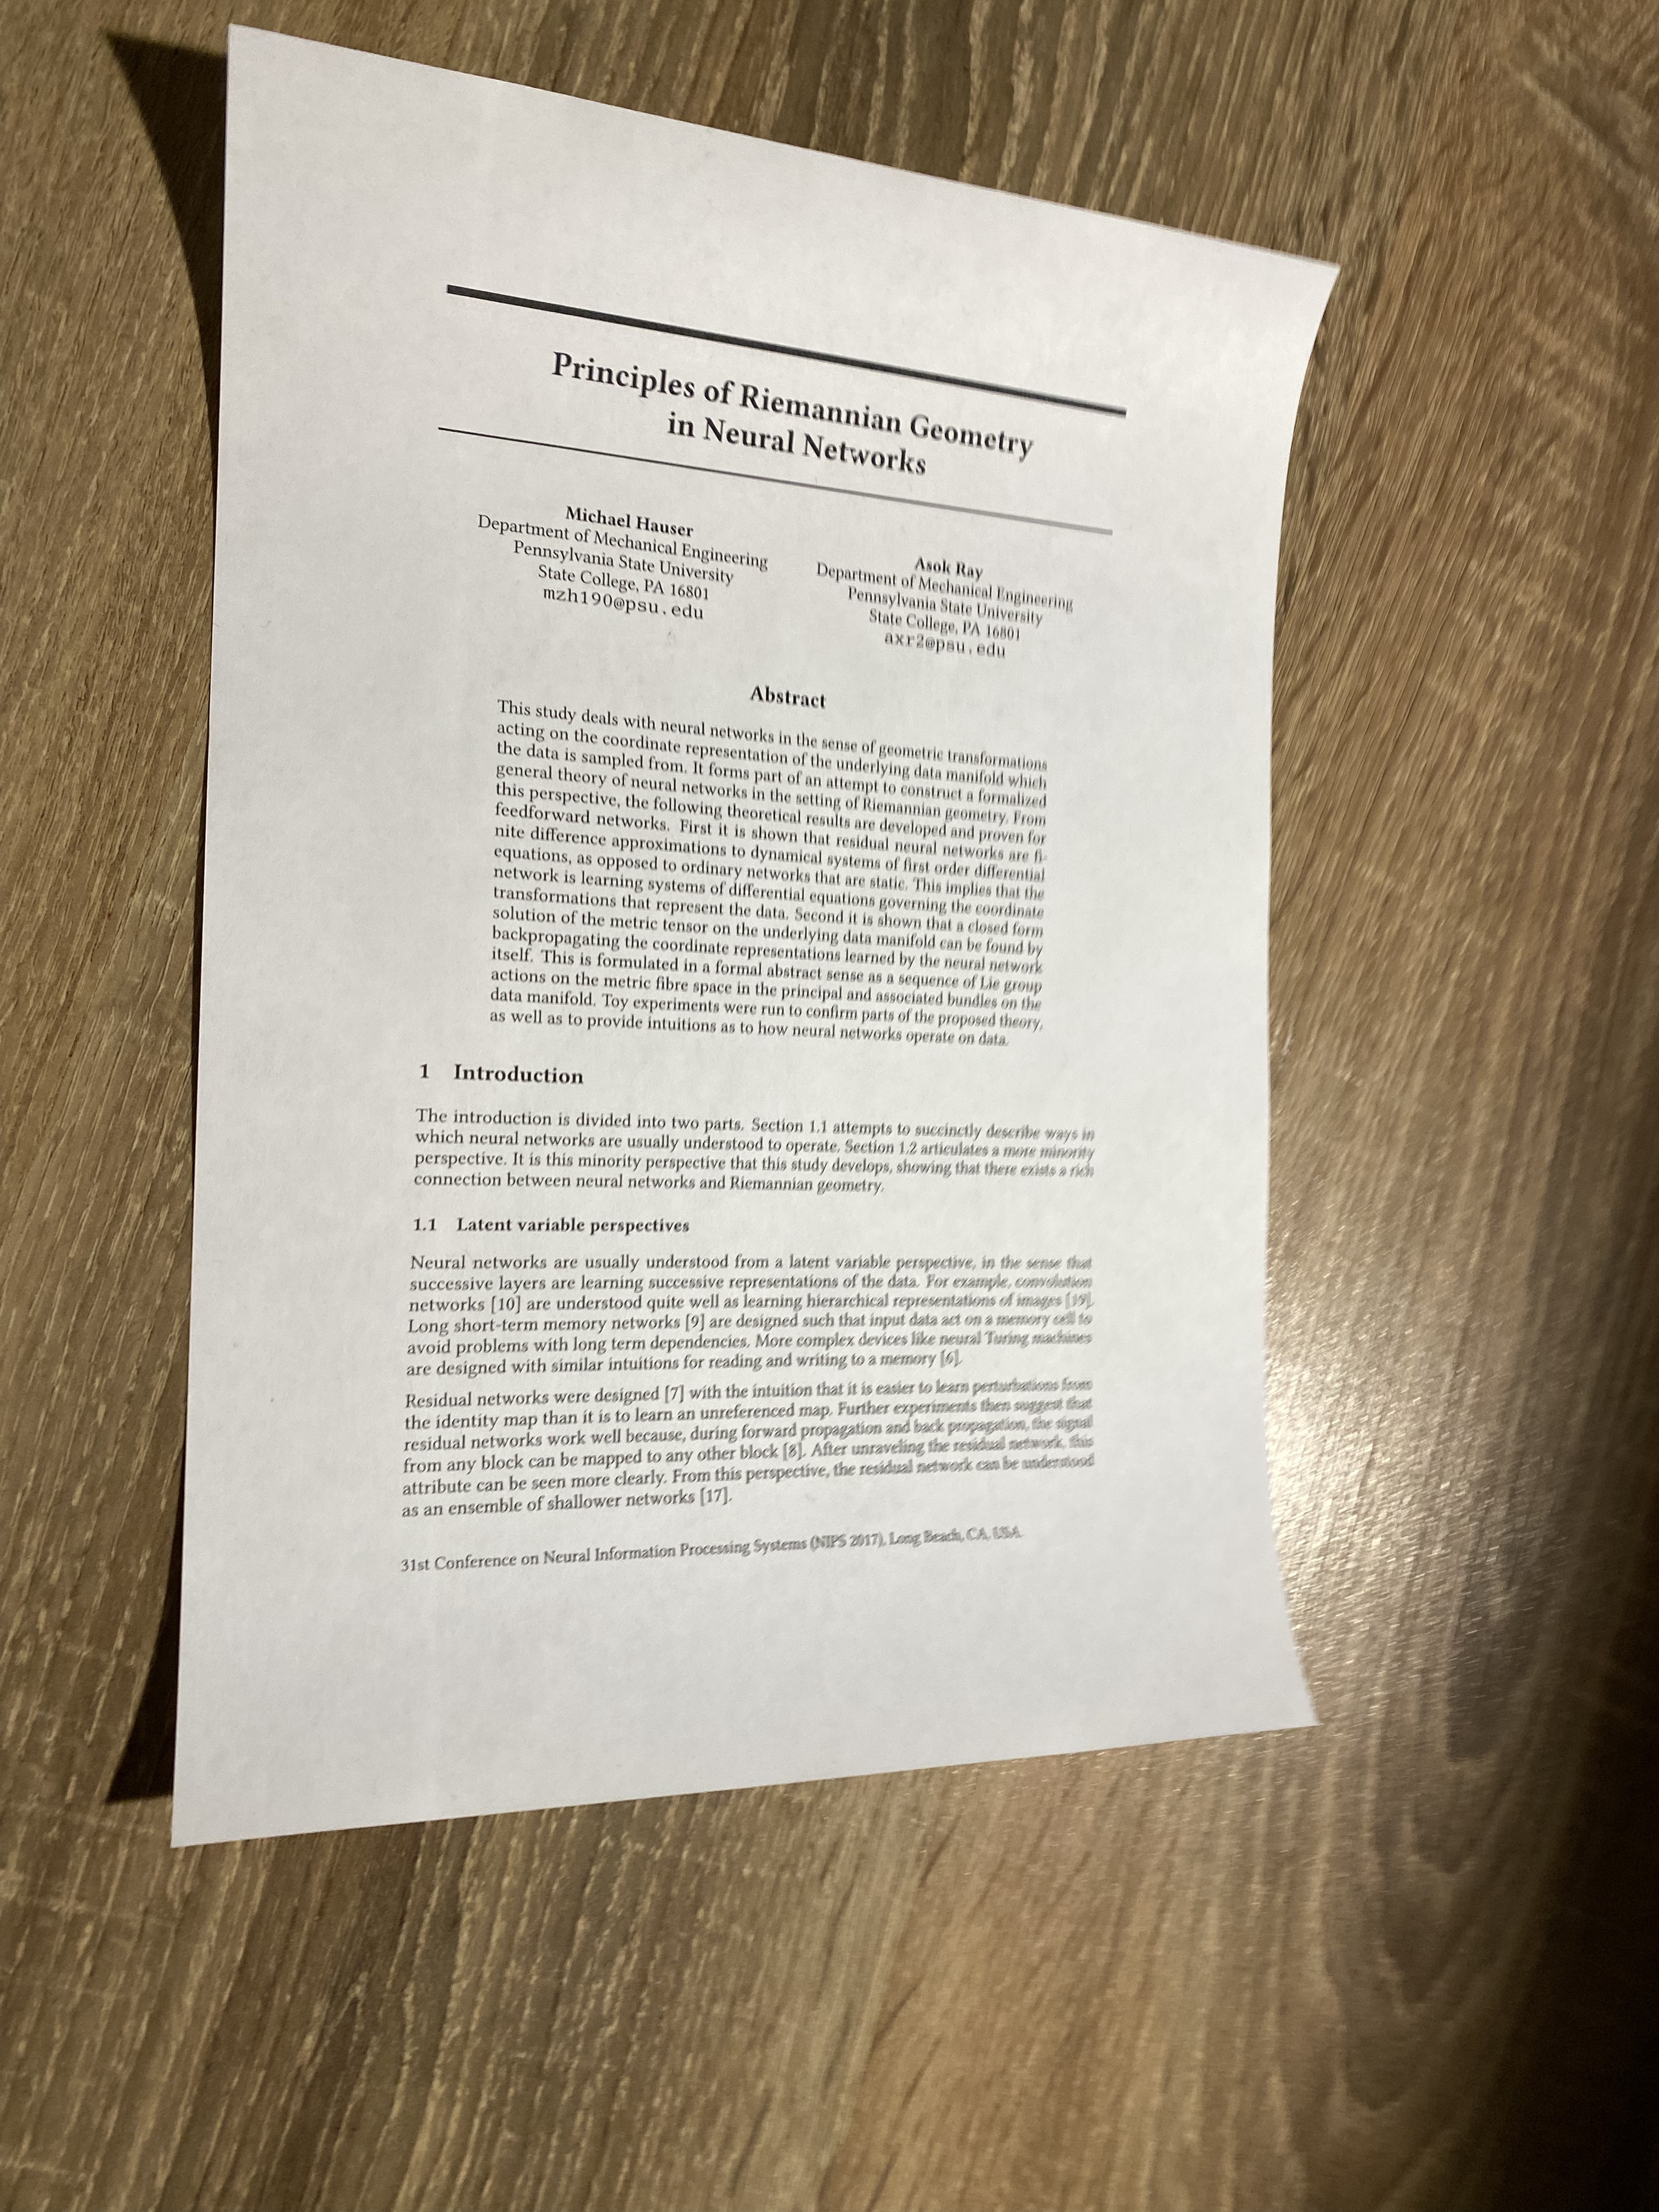 Principles of Riemannian Geometry
in Neural Networks
Michael Hauser
Department of Mechanical Engineering
Pennsylvania State University
State College, PA 16801
mzh190@psu.edu
Asok Ray
Department of Mechanical Engineering
Pennsylvania State University
State College, PA 16801
axr2@psu.edu
Abstract
This study deals with neural networks in the sense of geometric transformations
acting on the coordinate representation of the underlying data manifold which
the data is sampled from. It forms part of an attempt to construct a formalized
general theory of neural networks in the setting of Riemannian geometry. From
this perspective, the following theoretical results are developed and proven for
feedforward networks. First it is shown that residual neural networks are fi-
nite difference approximations to dynamical systems of first order differential
equations, as opposed to ordinary networks that are static. This implies that the
network is learning systems of differential equations governing the coordinate
transformations that represent the data. Second it is shown that a closed form
solution of the metric tensor on the underlying data manifold can be found by
backpropagating the coordinate representations learned by the neural network
itself. This is formulated in a formal abstract sense as a sequence of Lie group
actions on the metric fibre space in the principal and associated bundles on the
data manifold. Toy experiments were run to confirm parts of the proposed theory,
as well as to provide intuitions as to how neural networks operate on data.
1 Introduction
The introduction is divided into two parts. Section 1.1 attempts to succinctly describe ways in
which neural networks are usually understood to operate. Section 1.2 articulates a more minority
perspective. It is this minority perspective that this study develops, showing that there exists a rich
connection between neural networks and Riemannian geometry.
1.1 Latent variable perspectives
Neural networks are usually understood from a latent variable perspective, in the sense that
successive layers are learning successive representations of the data. For example, convolution
networks [10] are understood quite well as learning hierarchical representations of images [19].
Long short-term memory networks [9] are designed such that input data act on a memory cell to
avoid problems with long term dependencies. More complex devices like neural Turing machines
are designed with similar intuitions for reading and writing to a memory [6].
Residual networks were designed [7] with the intuition that it is easier to learn perturbations from
the identity map than it is to learn an unreferenced map. Further experiments then suggest that
residual networks work well because, during forward propagation and back propagation, the signal
from any block can be mapped to any other block [8]. After unraveling the residual network, this
attribute can be seen more clearly. From this perspective, the residual network can be understood
as an ensemble of shallower networks [17].
31st Conference on Neural Information Processing Systems (NIPS 2017), Long Beach, CA, USA.